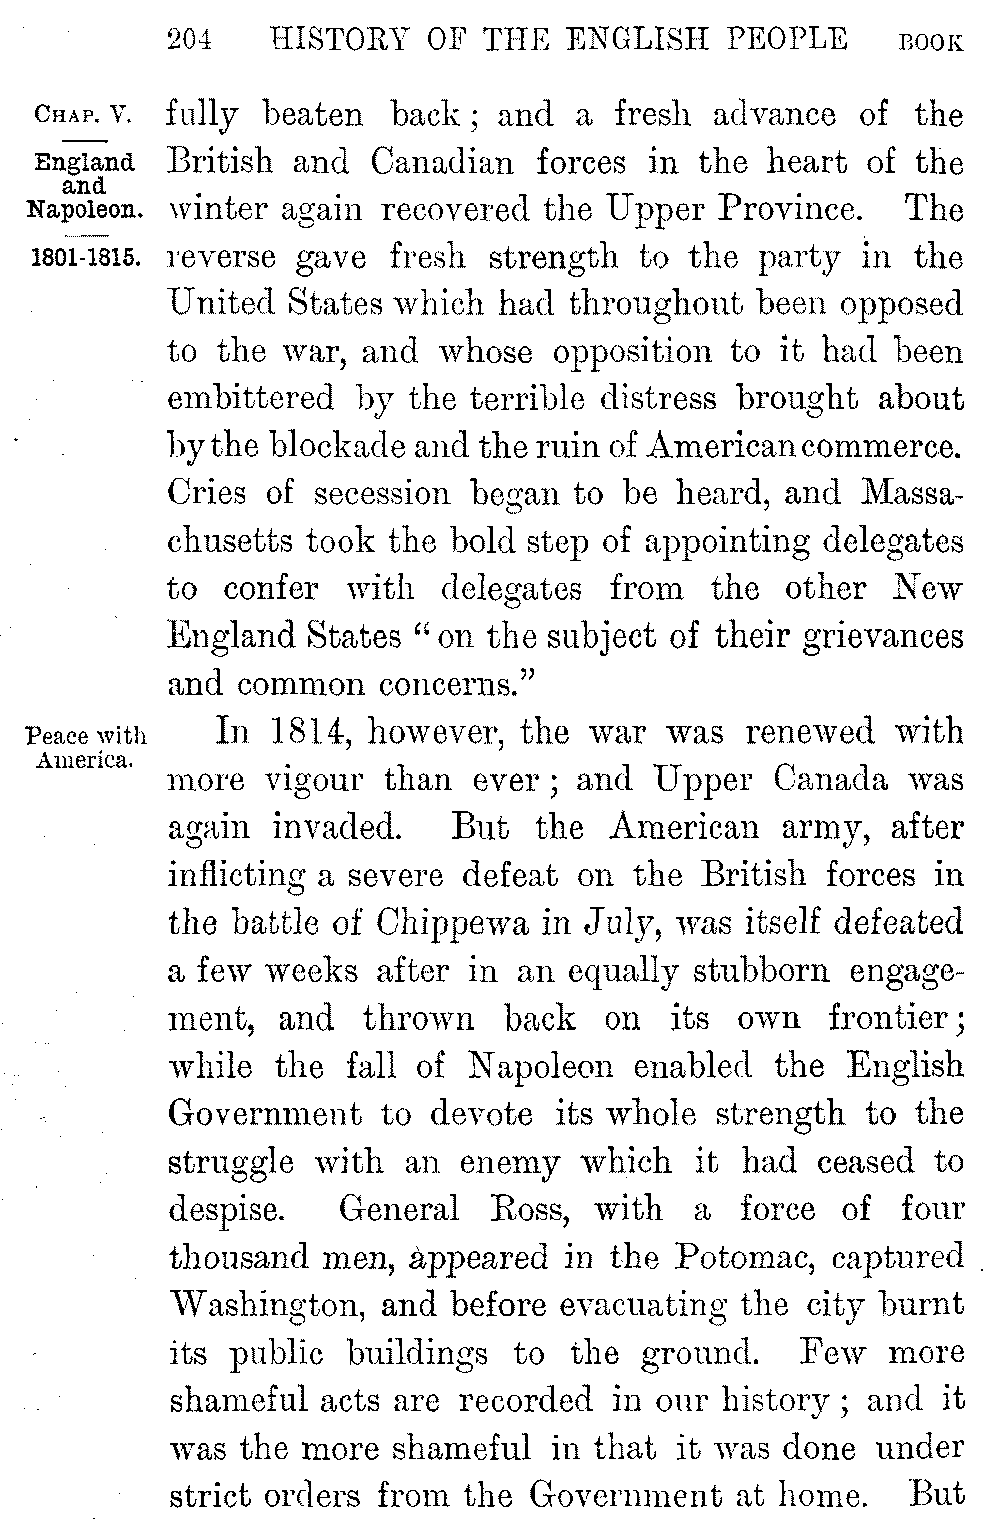 204 HISTORY OF THE ENGLISH PEOPLE BOOK
CHAP. V.
England
and
Napoleon.
1801-1815.
fully beaten back; and a fresh advance of the
British and Canadian forces in the heart of the
winter again recovered the Upper Province. The
reverse gave fresh strength to the party in the
United States which had throughout been opposed
to the war, and whose opposition to it had been
embittered by the terrible distress brought about
by the blockade and the ruin of American commerce.
Cries of secession began to be heard, and Massa-
chusetts took the bold step of appointing delegates
to confer with delegates from the other New
England States “on the subject of their grievances
and common concerns.”
Peace with
America.
In 1814, however, the war was renewed with
more vigour than ever; and Upper Canada was
again invaded. But the American army, after
inflicting a severe defeat on the British forces in
the battle of Chippewa in July, was itself defeated
a few weeks after in an equally stubborn engage-
ment, and thrown back on its own frontier;
while the fall of Napoleon enabled the English
Government to devote its whole strength to the
struggle with an enemy which it had ceased to
despise. General Ross, with a force of four
thousand men, appeared in the Potomac, captured
Washington, and before evacuating the city burnt
its public buildings to the ground. Few more
shameful acts are recorded in our history; and it
was the more shameful in that it was done under
strict orders from the Government at home. But